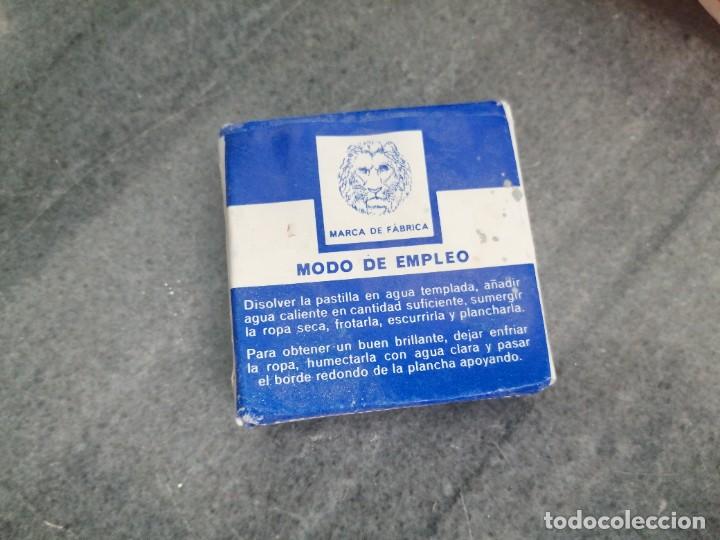 MARCA DE FÁBRICA
MODO DE EMPLEO
Disolver la pastilla en agua templada, añadir
agua caliente en cantidad suficiente, sumergir
la ropa seca, frotarla, escurrirla y plancharla.
Para obtener un buen brillante, dejar enfriar
la ropa, humectarla con agua clara y pasar
el borde redondo de la plancha apoyando.
todocoleccion